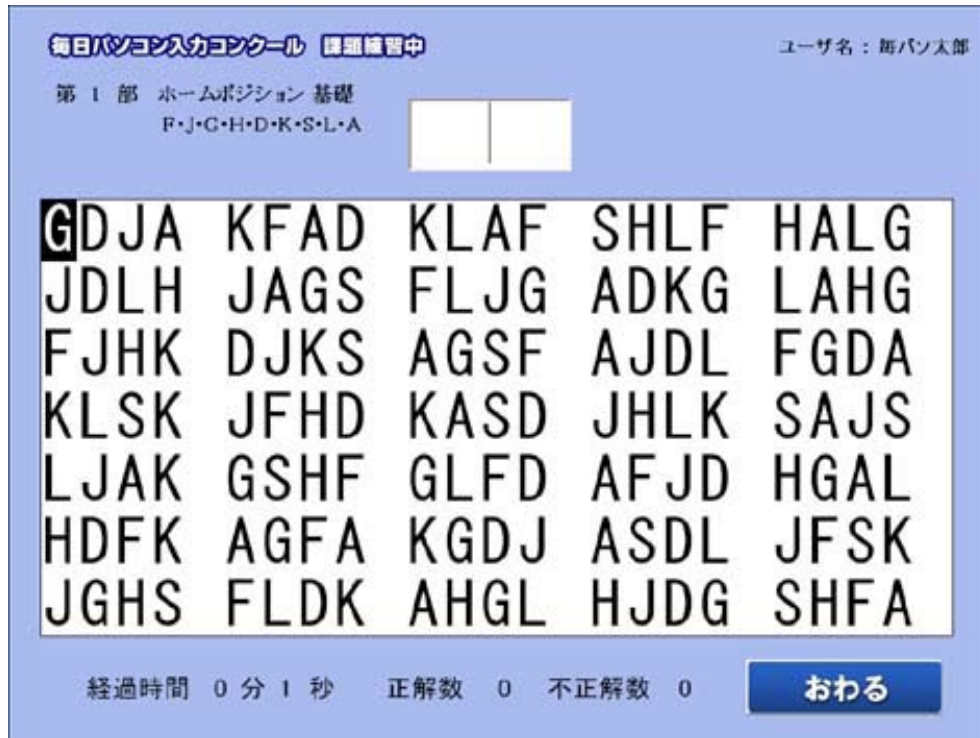 毎日パソコン入力コンクール 課題練習中
ユーザ名：毎パソ太郎
第 1 部 ホームポジション 基礎
F・J・G・H・D・K・S・L・A
GDJA KFAD KLAF SHLF HALG
JDLH JAGS FLJG ADKG LAHG
FJHK DJKS AGSF AJDL FGDA
KLSK JFHD KASD JHLK SAJS
LJAK GSHF GLFD AFJD HGAL
HDFK AGFA KGDJ ASDL JFSK
JGHS FLDK AHGL HJDG SHFA
経過時間 0 分 1 秒 正解数 0 不正解数 0
おわる